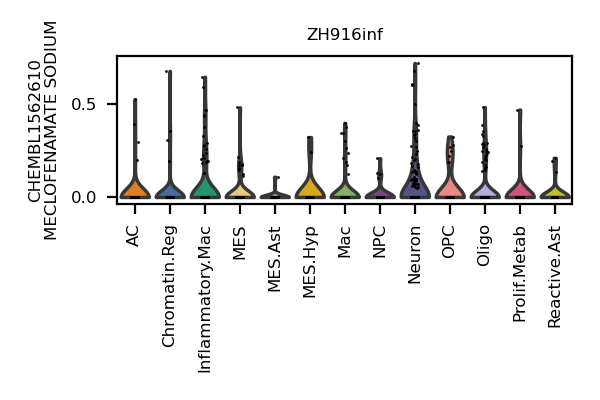 ZH916inf
CHEMBL1562610
MECLOFENAMATE SODIUM
0.5
0.0
AC
Chromatin.Reg
Inflammatory.Mac
MES
MES.Ast
MES.Hyp
Mac
NPC
Neuron
OPC
Oligo
Prolif.Metab
Reactive.Ast